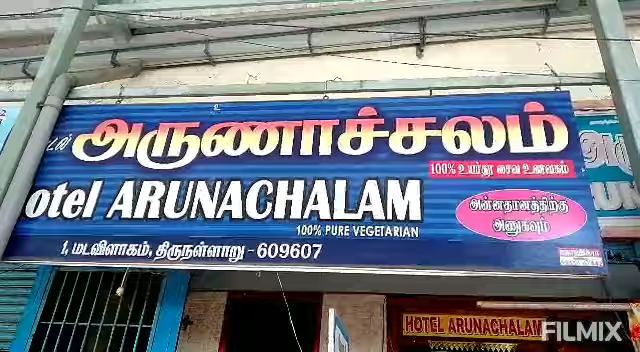 உ
டல் அருணாச்சலம்
100% உயர்தர சைவ உணவகம்
otel ARUNACHALAM
100% PURE VEGETARIAN
அன்னதானத்திற்கு
அணுகவும்
1, மடவிளாகம், திருநள்ளாறு - 609607
HOTEL ARUNACHALAM
FILMIX